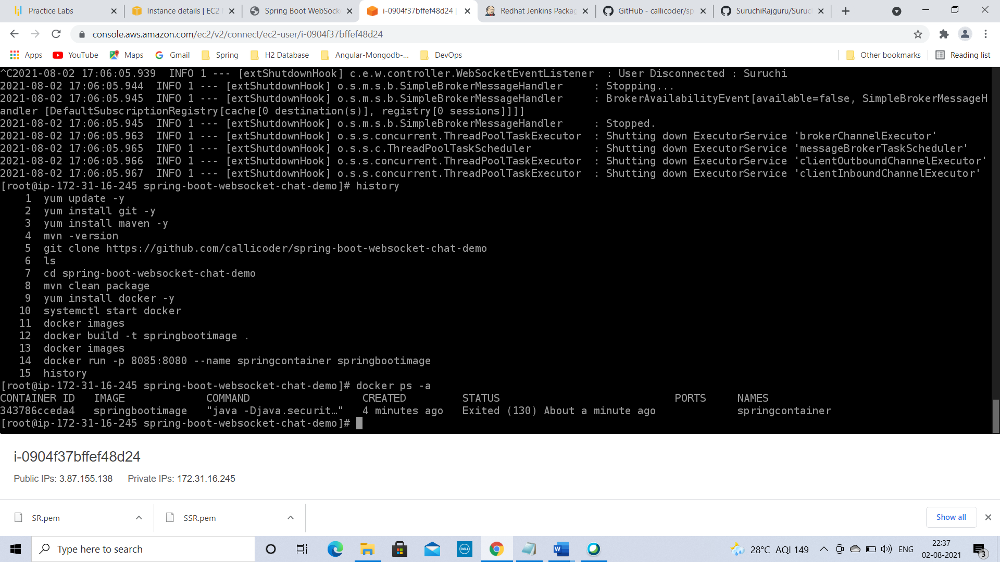 Practice Labs
Instance details | EC2
Spring Boot WebSock
i-0904f37bffef48d24 |
Redhat Jenkins Packag
GitHub - callicoder/sp
SuruchiRajguru/Suruc
console.aws.amazon.com/ec2/v2/connect/ec2-user/i-0904f37bffef48d24
Apps YouTube Maps Gmail Spring H2 Database Angular-Mongodb-... DevOps Other bookmarks Reading list
^C2021-08-02 17:06:05.939  INFO 1 --- [extShutdownHook] c.e.w.controller.WebSocketEventListener  : User Disconnected : Suruchi
2021-08-02 17:06:05.944  INFO 1 --- [extShutdownHook] o.s.m.s.b.SimpleBrokerMessageHandler     : Stopping...
2021-08-02 17:06:05.945  INFO 1 --- [extShutdownHook] o.s.m.s.b.SimpleBrokerMessageHandler     : BrokerAvailabilityEvent[available=false, SimpleBrokerMessageH
andler [DefaultSubscriptionRegistry[cache[0 destination(s)], registry[0 sessions]]]]
2021-08-02 17:06:05.945  INFO 1 --- [extShutdownHook] o.s.m.s.b.SimpleBrokerMessageHandler     : Stopped.
2021-08-02 17:06:05.963  INFO 1 --- [extShutdownHook] o.s.s.concurrent.ThreadPoolTaskExecutor  : Shutting down ExecutorService 'brokerChannelExecutor'
2021-08-02 17:06:05.965  INFO 1 --- [extShutdownHook] o.s.s.c.ThreadPoolTaskScheduler          : Shutting down ExecutorService 'messageBrokerTaskScheduler'
2021-08-02 17:06:05.966  INFO 1 --- [extShutdownHook] o.s.s.concurrent.ThreadPoolTaskExecutor  : Shutting down ExecutorService 'clientOutboundChannelExecutor'
2021-08-02 17:06:05.967  INFO 1 --- [extShutdownHook] o.s.s.concurrent.ThreadPoolTaskExecutor  : Shutting down ExecutorService 'clientInboundChannelExecutor'
[root@ip-172-31-16-245 spring-boot-websocket-chat-demo]# history
1  yum update -y
2  yum install git -y
3  yum install maven -y
4  mvn -version
5  git clone https://github.com/callicoder/spring-boot-websocket-chat-demo
6  ls
7  cd spring-boot-websocket-chat-demo
8  mvn clean package
9  yum install docker -y
10  systemctl start docker
11  docker images
12  docker build -t springbootimage .
13  docker images
14  docker run -p 8085:8080 --name springcontainer springbootimage
15  history
[root@ip-172-31-16-245 spring-boot-websocket-chat-demo]# docker ps -a
CONTAINER ID   IMAGE             COMMAND                  CREATED         STATUS                            PORTS     NAMES
343786cceda4   springbootimage   "java -Djava.securit…"   4 minutes ago   Exited (130) About a minute ago             springcontainer
[root@ip-172-31-16-245 spring-boot-websocket-chat-demo]#
i-0904f37bffef48d24
Public IPs: 3.87.155.138 Private IPs: 172.31.16.245
SR.pem SSR.pem Show all
Type here to search
DELL
28°C AQI 149
ENG
22:37
02-08-2021
3